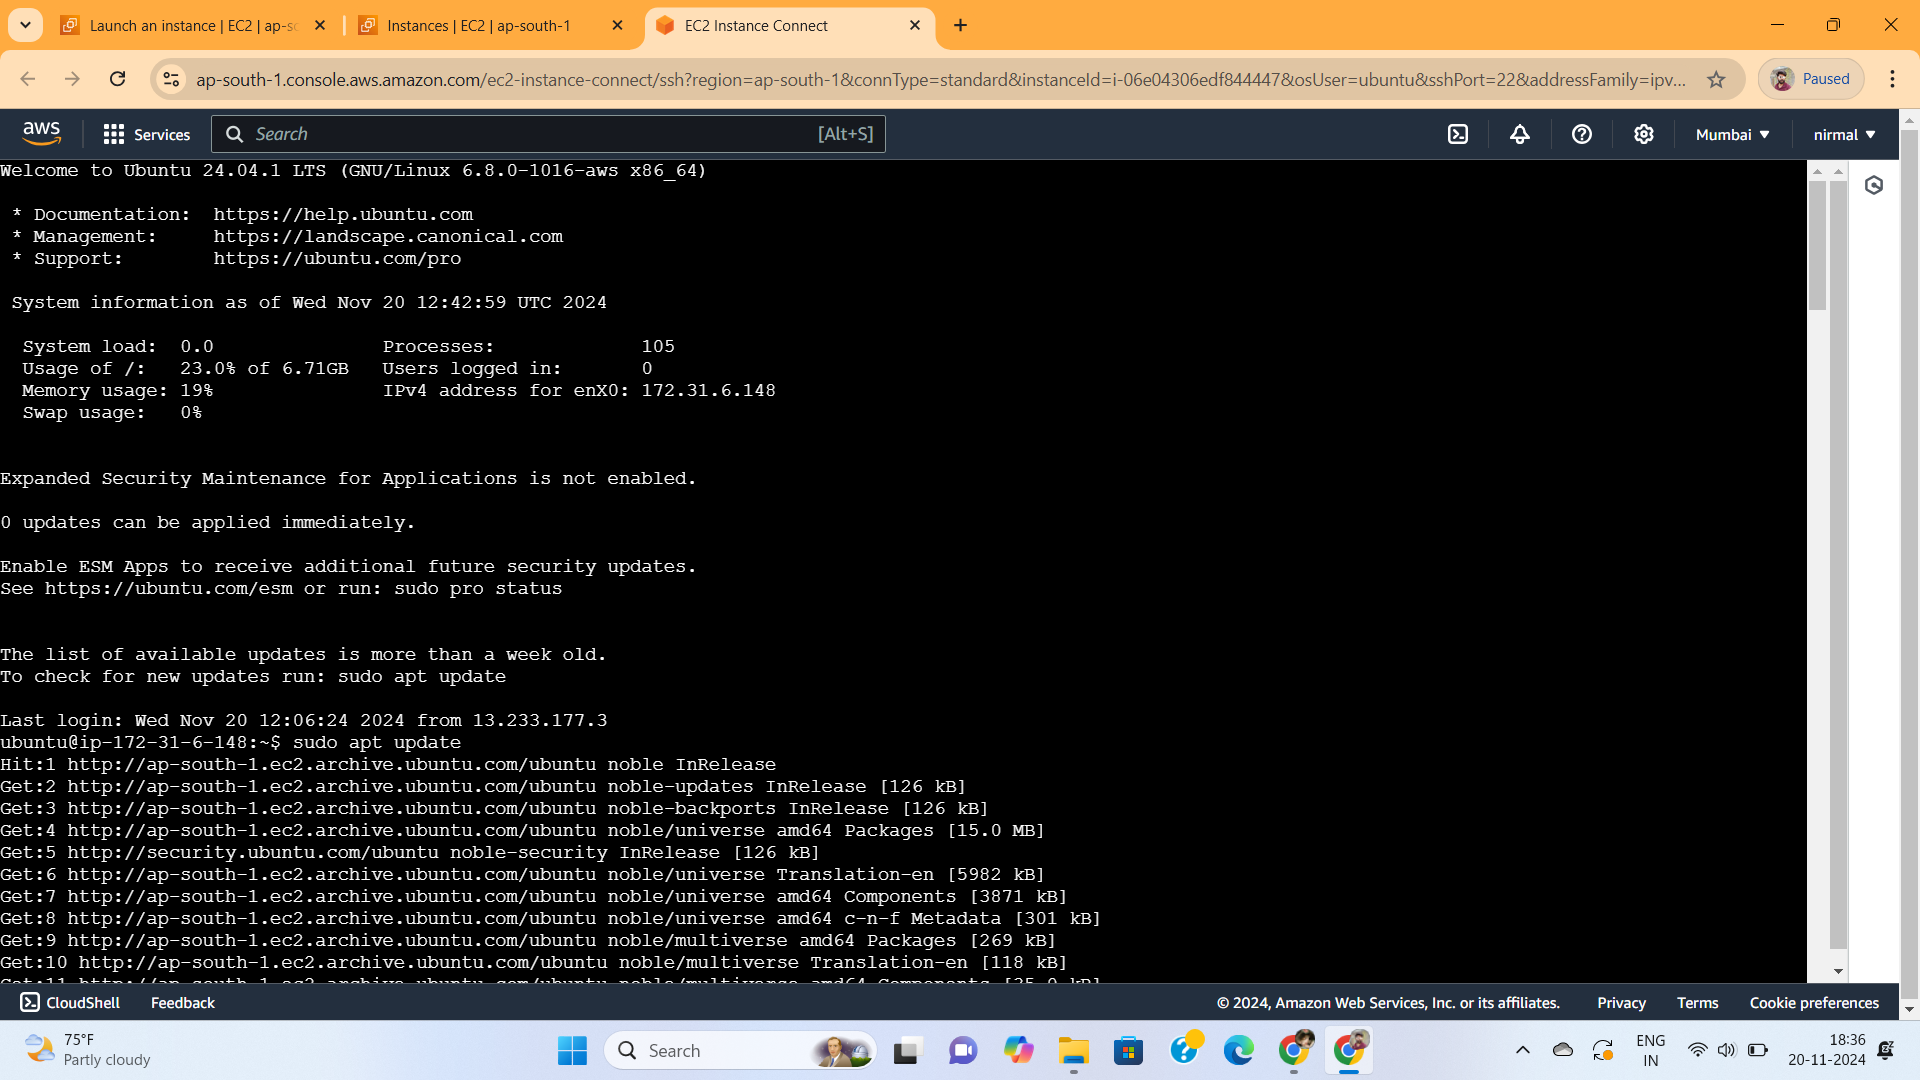 Launch an instance | EC2 | ap-so
Instances | EC2 | ap-south-1
EC2 Instance Connect
ap-south-1.console.aws.amazon.com/ec2-instance-connect/ssh?region=ap-south-1&connType=standard&instanceId=i-06e04306edf844447&osUser=ubuntu&sshPort=22&addressFamily=ipv...
Paused
aws
Services
Search
[Alt+S]
Mumbai
nirmal
Welcome to Ubuntu 24.04.1 LTS (GNU/Linux 6.8.0-1016-aws x86_64)
* Documentation: https://help.ubuntu.com
* Management: https://landscape.canonical.com
* Support: https://ubuntu.com/pro
System information as of Wed Nov 20 12:42:59 UTC 2024
System load: 0.0 Processes: 105
Usage of /: 23.0% of 6.71GB Users logged in: 0
Memory usage: 19% IPv4 address for enX0: 172.31.6.148
Swap usage: 0%
Expanded Security Maintenance for Applications is not enabled.
0 updates can be applied immediately.
Enable ESM Apps to receive additional future security updates.
See https://ubuntu.com/esm or run: sudo pro status
The list of available updates is more than a week old.
To check for new updates run: sudo apt update
Last login: Wed Nov 20 12:06:24 2024 from 13.233.177.3
ubuntu@ip-172-31-6-148:~$ sudo apt update
Hit:1 http://ap-south-1.ec2.archive.ubuntu.com/ubuntu noble InRelease
Get:2 http://ap-south-1.ec2.archive.ubuntu.com/ubuntu noble-updates InRelease [126 kB]
Get:3 http://ap-south-1.ec2.archive.ubuntu.com/ubuntu noble-backports InRelease [126 kB]
Get:4 http://ap-south-1.ec2.archive.ubuntu.com/ubuntu noble/universe amd64 Packages [15.0 MB]
Get:5 http://security.ubuntu.com/ubuntu noble-security InRelease [126 kB]
Get:6 http://ap-south-1.ec2.archive.ubuntu.com/ubuntu noble/universe Translation-en [5982 kB]
Get:7 http://ap-south-1.ec2.archive.ubuntu.com/ubuntu noble/universe amd64 Components [3871 kB]
Get:8 http://ap-south-1.ec2.archive.ubuntu.com/ubuntu noble/universe amd64 c-n-f Metadata [301 kB]
Get:9 http://ap-south-1.ec2.archive.ubuntu.com/ubuntu noble/multiverse amd64 Packages [269 kB]
Get:10 http://ap-south-1.ec2.archive.ubuntu.com/ubuntu noble/multiverse Translation-en [118 kB]
Get:11 http://ap-south-1.ec2.archive.ubuntu.com/ubuntu noble/multiverse amd64 Components [35.0 kB]
CloudShell
Feedback
© 2024, Amazon Web Services, Inc. or its affiliates.
Privacy
Terms
Cookie preferences
75°F
Partly cloudy
Search
ENG
IN
18:36
20-11-2024